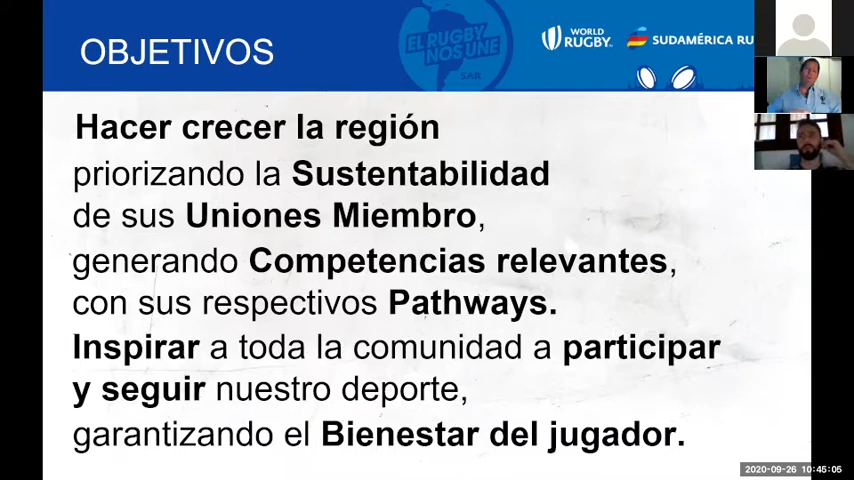 OBJETIVOS
EL RUGBY
NOS UNE
SAR
WORLD
RUGBY
SUDAMÉRICA RU
Hacer crecer la región
priorizando la Sustentabilidad
de sus Uniones Miembro,
generando Competencias relevantes,
con sus respectivos Pathways.
Inspirar a toda la comunidad a participar
y seguir nuestro deporte,
garantizando el Bienestar del jugador.
2020-09-26 10:45:05